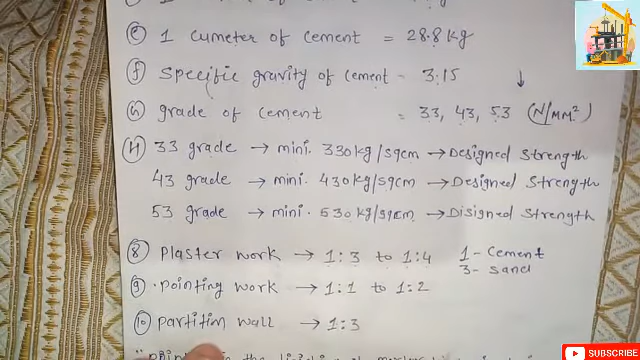 1 cumeter of cement = 28.8 kg
specific gravity of cement = 3.15
grade of cement = 33, 43, 53 (N/MM²)
33 grade → mini. 330 kg/sqcm → Designed Strength
43 grade → mini. 430 kg/sqcm → Designed Strength
53 grade → mini. 530 kg/sqcm → Disigned Strength
⑧ Plaster work → 1:3 to 1:4 1 - Cement
3 - Sand
⑨ .pointing work → 1:1 to 1:2
⑩ Partition wall → 1:3
SUBSCRIBE